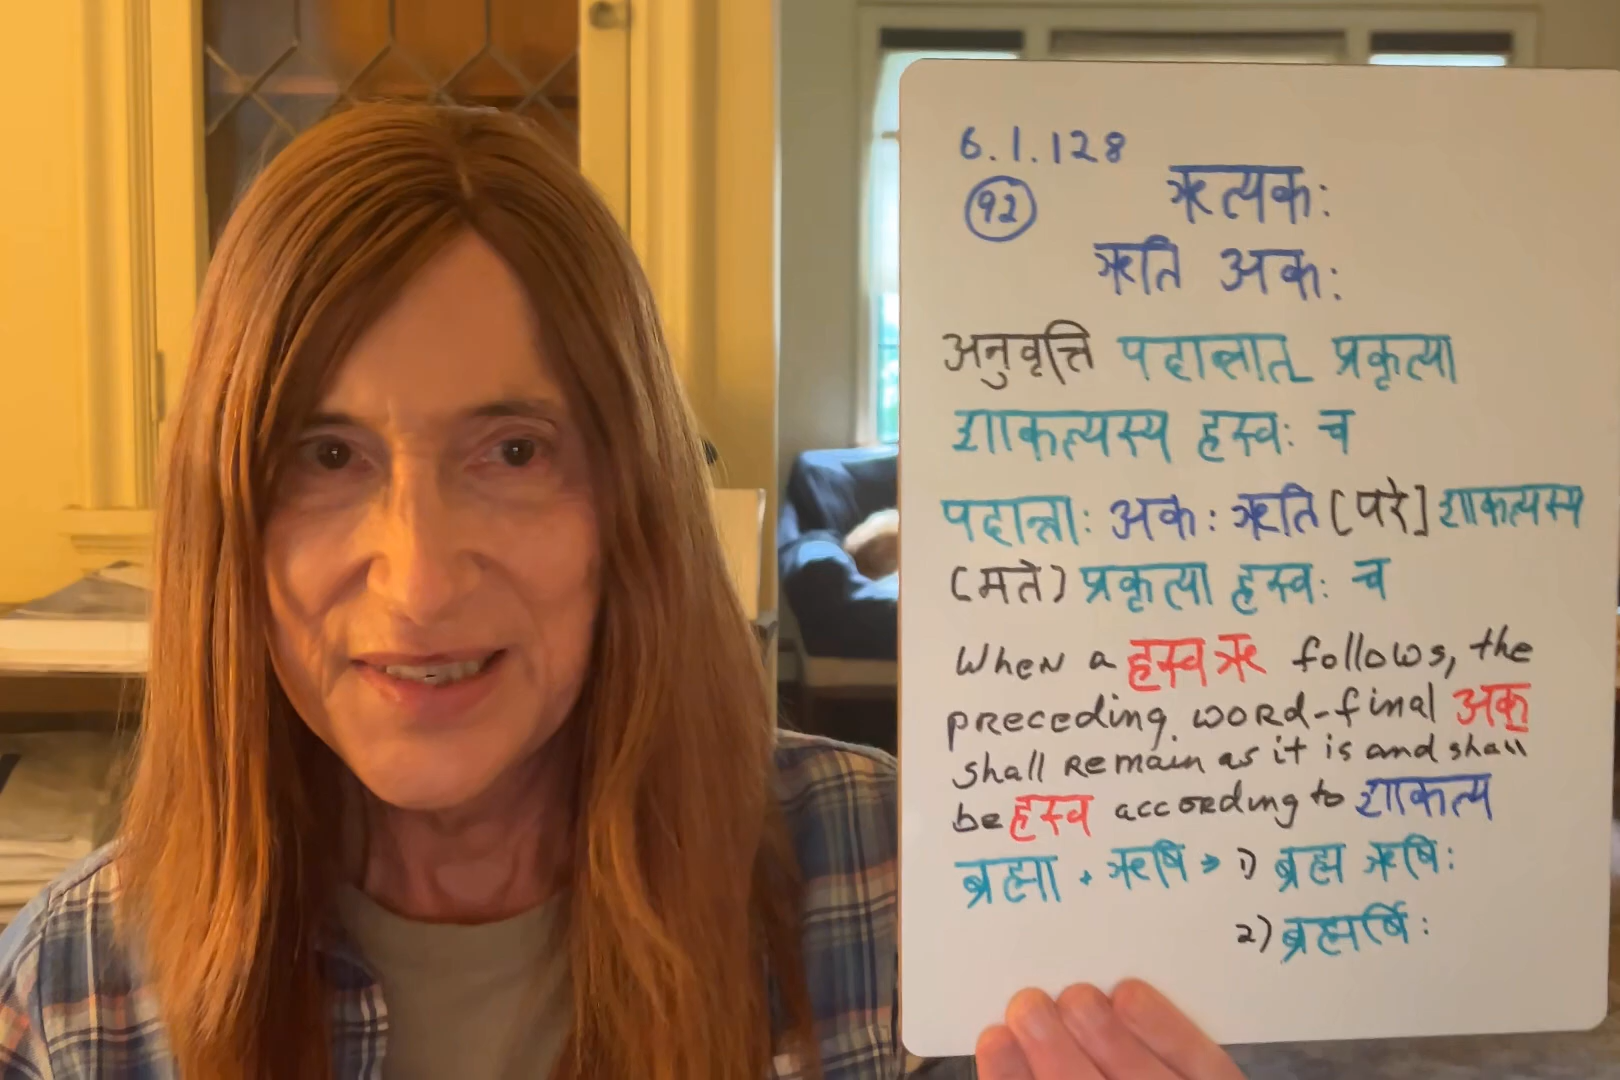 6.1.128
92
ऋत्यकः
ऋति अकः
अनुवृत्ति पदान्तात् प्रकृत्या
शाकल्यस्य ह्रस्वः च
पदान्ताः अकः ऋति [परे] शाकल्यस्य
(मते) प्रकृत्या ह्रस्वः च
When a ह्रस्व ऋ follows, the
preceding word-final अक्
shall remain as it is and shall
be ह्रस्व according to शाकल्य
ब्रह्मा + ऋषि → 1) ब्रह्म ऋषिः
2) ब्रह्मर्षिः